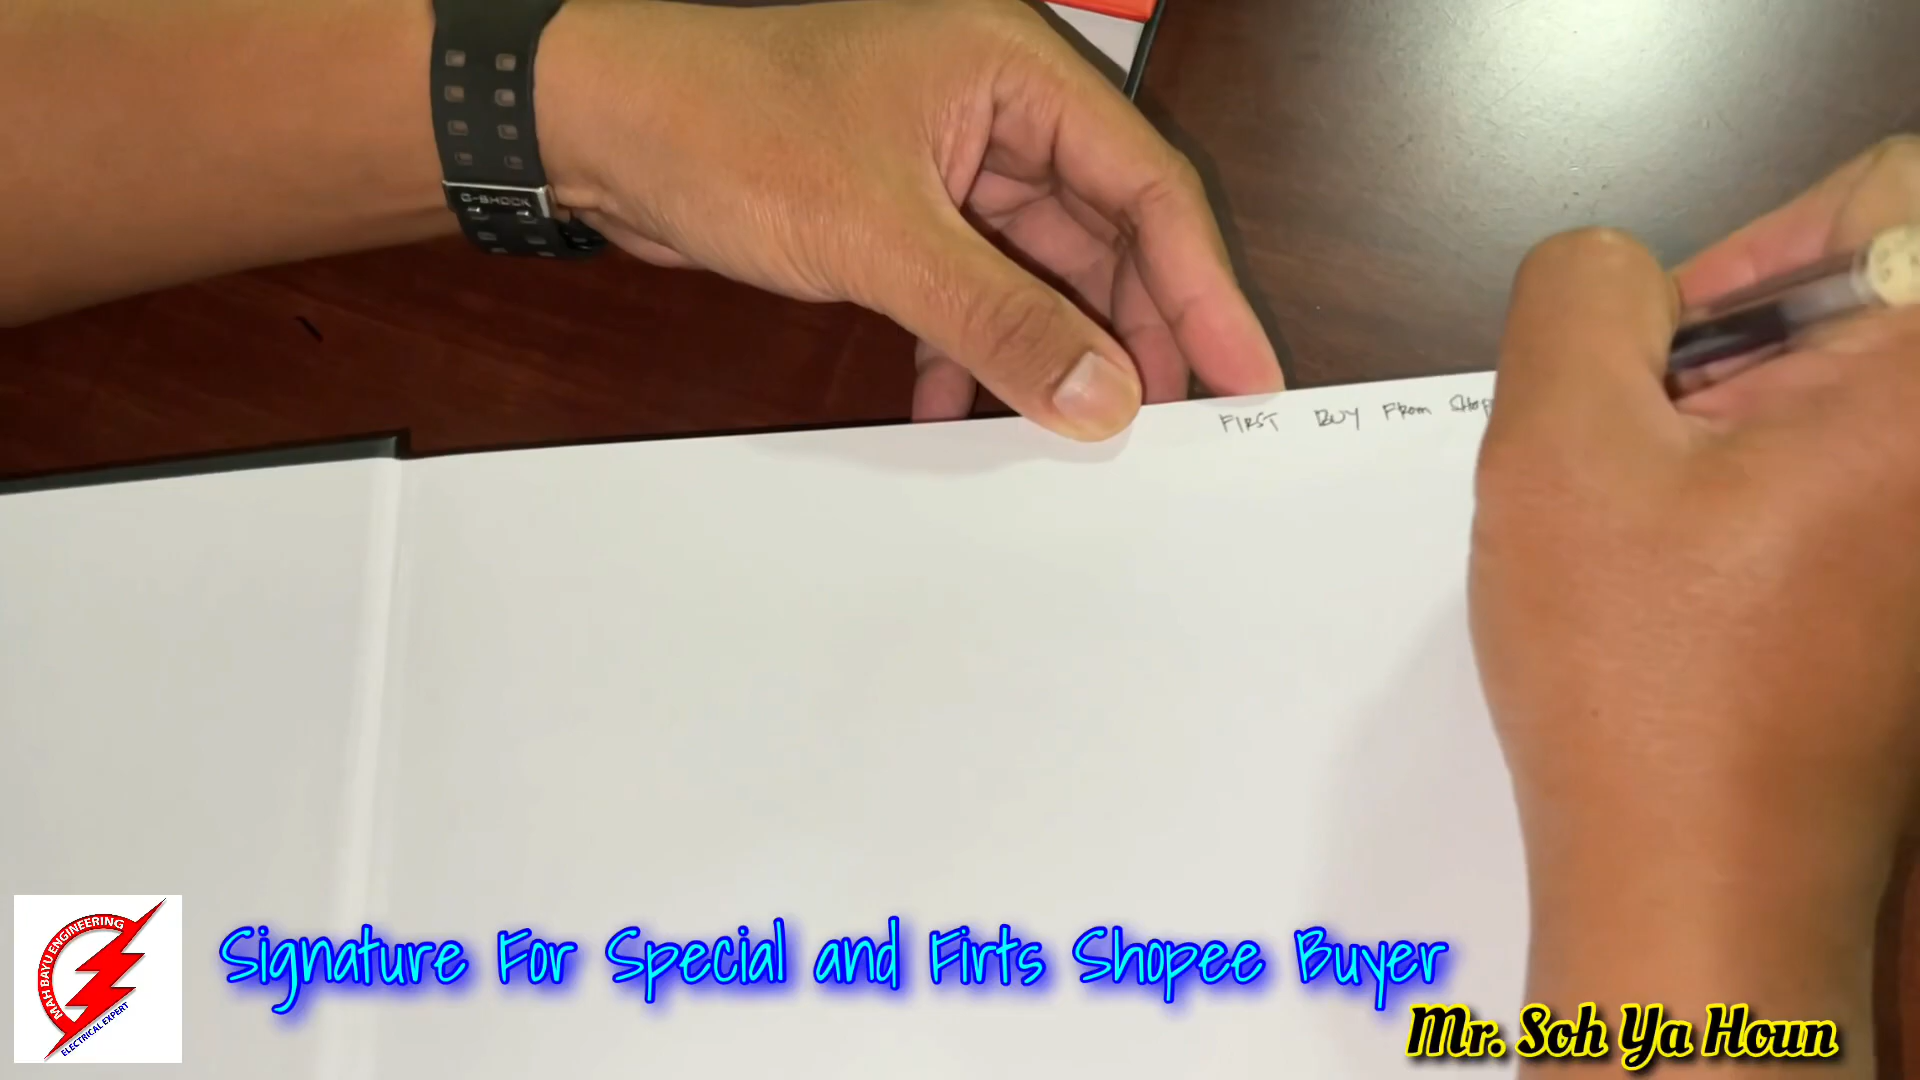 G-SHOCK
FIRST BUY From Shop
MAH BAYU ENGINEERING
ELECTRICAL EXPERT
Signature For Special and Firts Shopee Buyer
Mr. Soh Ya Houn